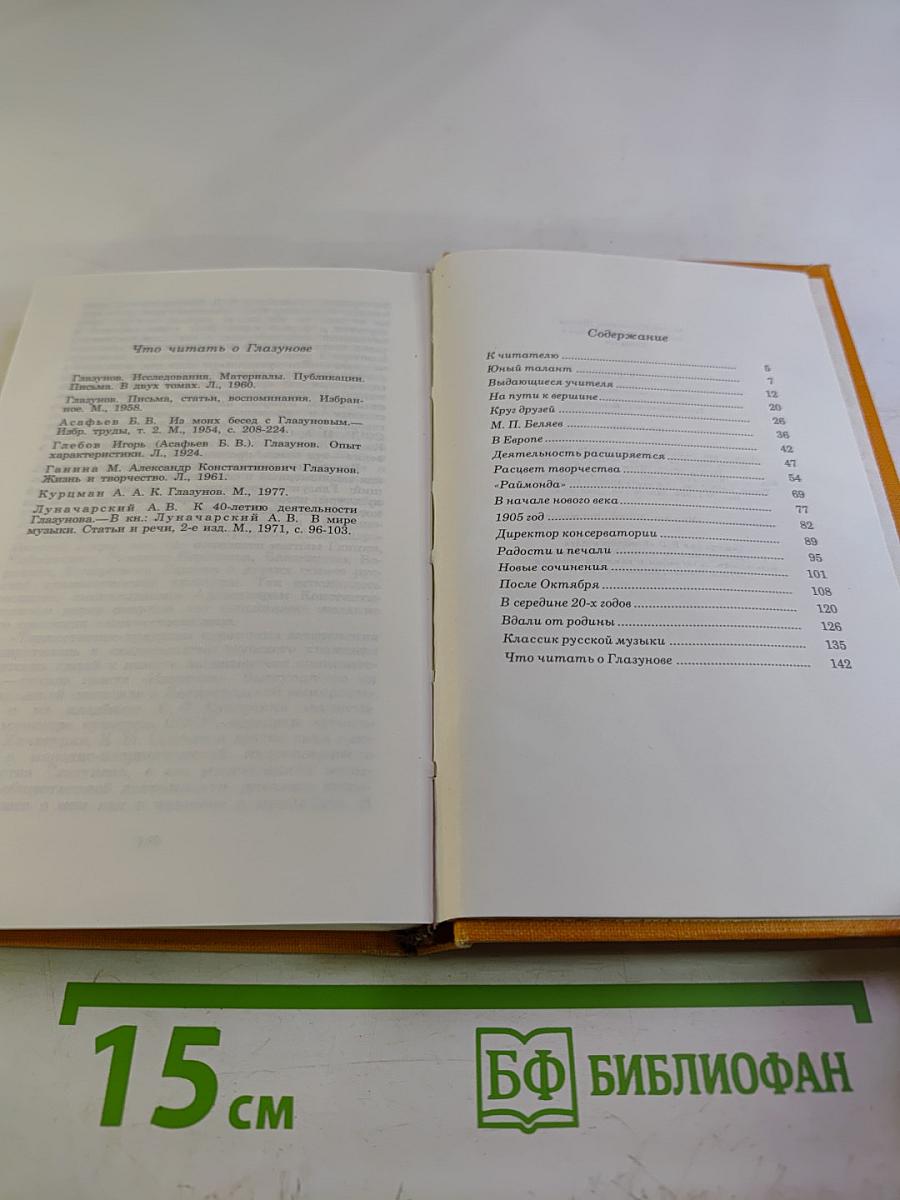 Что читать о Глазунове
Глазунов. Исследования. Материалы. Публикации.
Письма. В двух томах. Л., 1960.
Глазунов. Письма, статьи, воспоминания. Избран-
ное. М., 1958.
Асафьев Б. В. Из моих бесед с Глазуновым.—
Избр. труды, т. 2. М., 1954, с. 208-224.
Глебов Игорь (Асафьев Б. В.). Глазунов. Опыт
характеристики. Л., 1924.
Ганина М. Александр Константинович Глазунов.
Жизнь и творчество. Л., 1961.
Курцман А. А. К. Глазунов. М., 1977.
Луначарский А. В. К 40-летию деятельности
Глазунова.—В кн.: Луначарский А. В. В мире
музыки. Статьи и речи, 2-е изд. М., 1971, с. 96-103.
Содержание
К читателю 5
Юный талант 7
Выдающиеся учителя 12
На пути к вершине 20
Круг друзей 26
М. П. Беляев 36
В Европе 42
Деятельность расширяется 47
Расцвет творчества 54
«Раймонда» 69
В начале нового века 77
1905 год 82
Директор консерватории 89
Радости и печали 95
Новые сочинения 101
После Октября 108
В середине 20-х годов 120
Вдали от родины 126
Классик русской музыки 135
Что читать о Глазунове 142
15 см
БФ БИБЛИОФАН